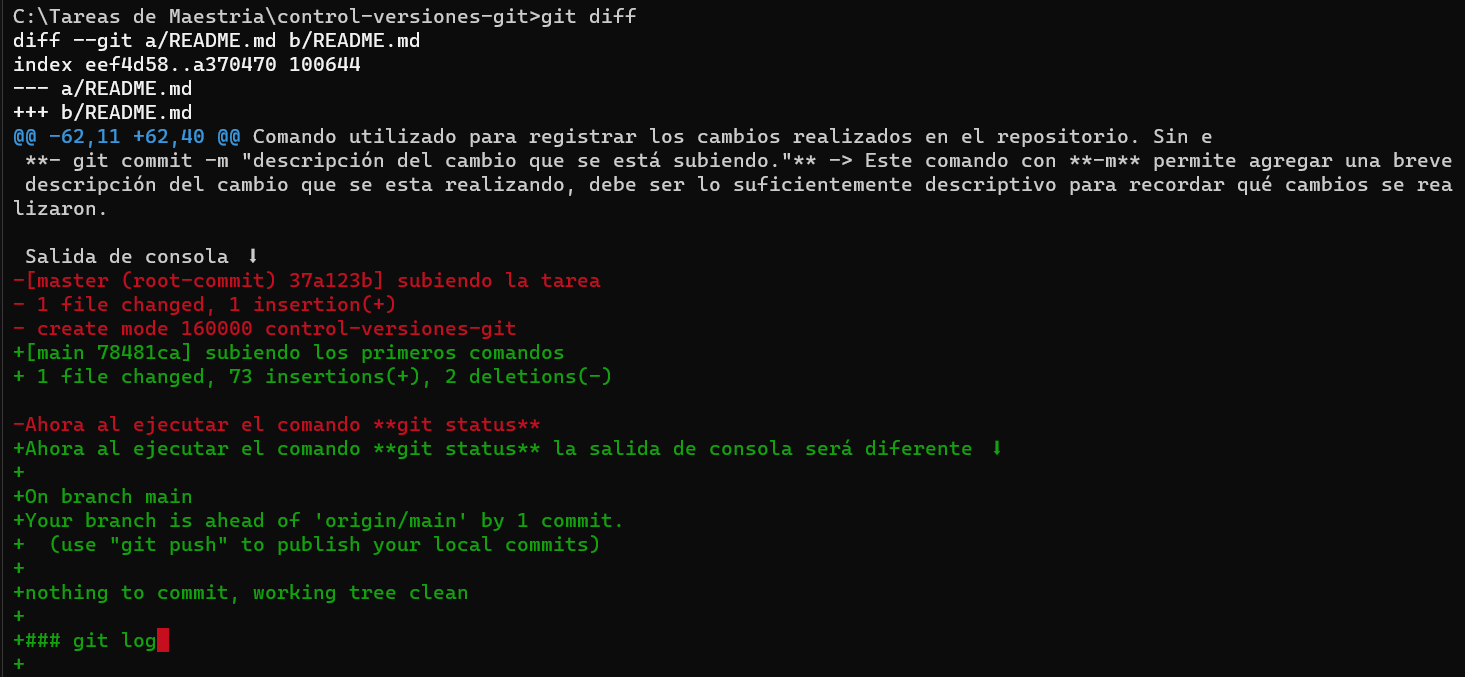 C:\Tareas de Maestria\control-versiones-git>git diff
diff --git a/README.md b/README.md
index eef4d58..a370470 100644
--- a/README.md
+++ b/README.md
@@ -62,11 +62,40 @@ Comando utilizado para registrar los cambios realizados en el repositorio. Sin e
 **- git commit -m "descripción del cambio que se está subiendo."** -> Este comando con **-m** permite agregar una breve
 descripción del cambio que se esta realizando, debe ser lo suficientemente descriptivo para recordar qué cambios se rea
lizaron.

 Salida de consola ⬇
-[master (root-commit) 37a123b] subiendo la tarea
- 1 file changed, 1 insertion(+)
- create mode 160000 control-versiones-git
+[main 78481ca] subiendo los primeros comandos
+ 1 file changed, 73 insertions(+), 2 deletions(-)

-Ahora al ejecutar el comando **git status**
+Ahora al ejecutar el comando **git status** la salida de consola será diferente ⬇
+
+On branch main
+Your branch is ahead of 'origin/main' by 1 commit.
+  (use "git push" to publish your local commits)
+
+nothing to commit, working tree clean
+
+### git log
+